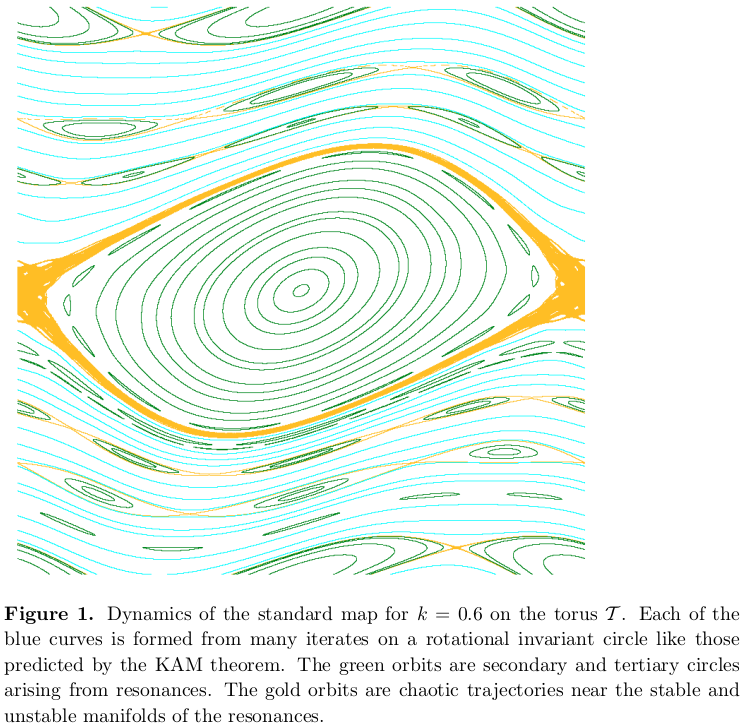 Figure 1. Dynamics of the standard map for k = 0.6 on the torus 𝒯. Each of the
blue curves is formed from many iterates on a rotational invariant circle like those
predicted by the KAM theorem. The green orbits are secondary and tertiary circles
arising from resonances. The gold orbits are chaotic trajectories near the stable and
unstable manifolds of the resonances.